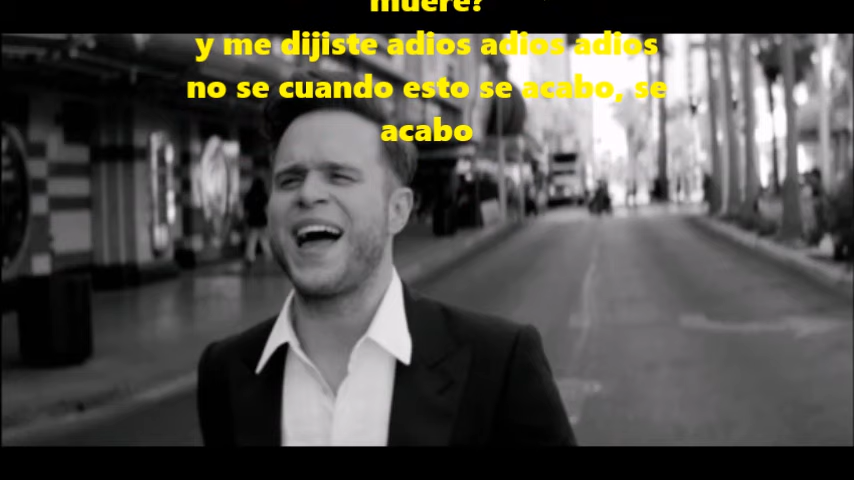 muere?
y me dijiste adios adios adios
no se cuando esto se acabo, se
acabo